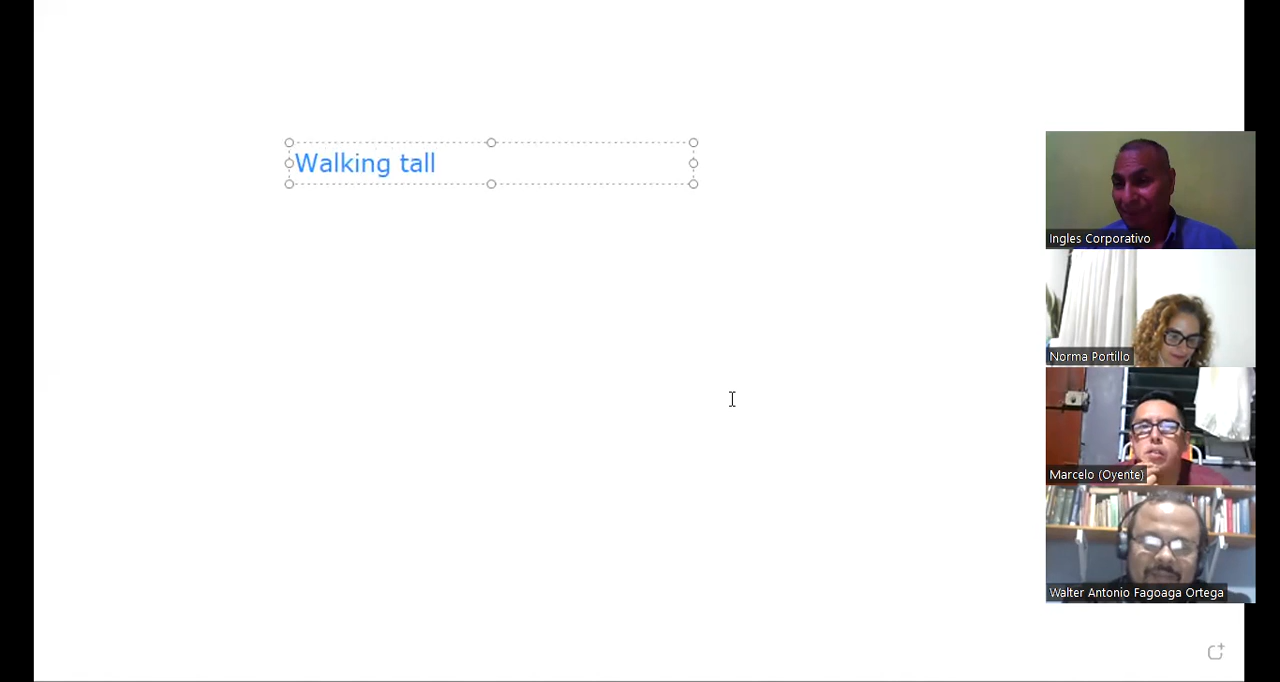 Walking tall
Ingles Corporativo
Norma Portillo
Marcelo (Oyente)
Walter Antonio Fagoaga Ortega